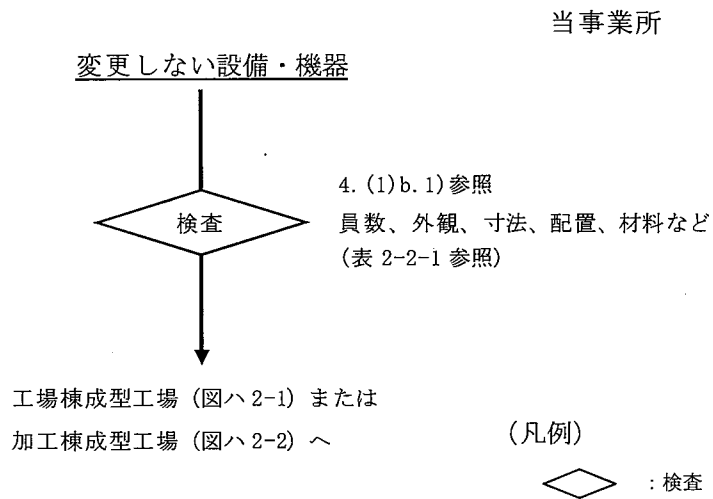 当事業所
変更しない設備・機器
検査
4. (1)b. 1)参照
員数、外観、寸法、配置、材料など
(表 2-2-1 参照)
工場棟成型工場 (図ハ 2-1) または
加工棟成型工場 (図ハ 2-2) へ
(凡例)
: 検査